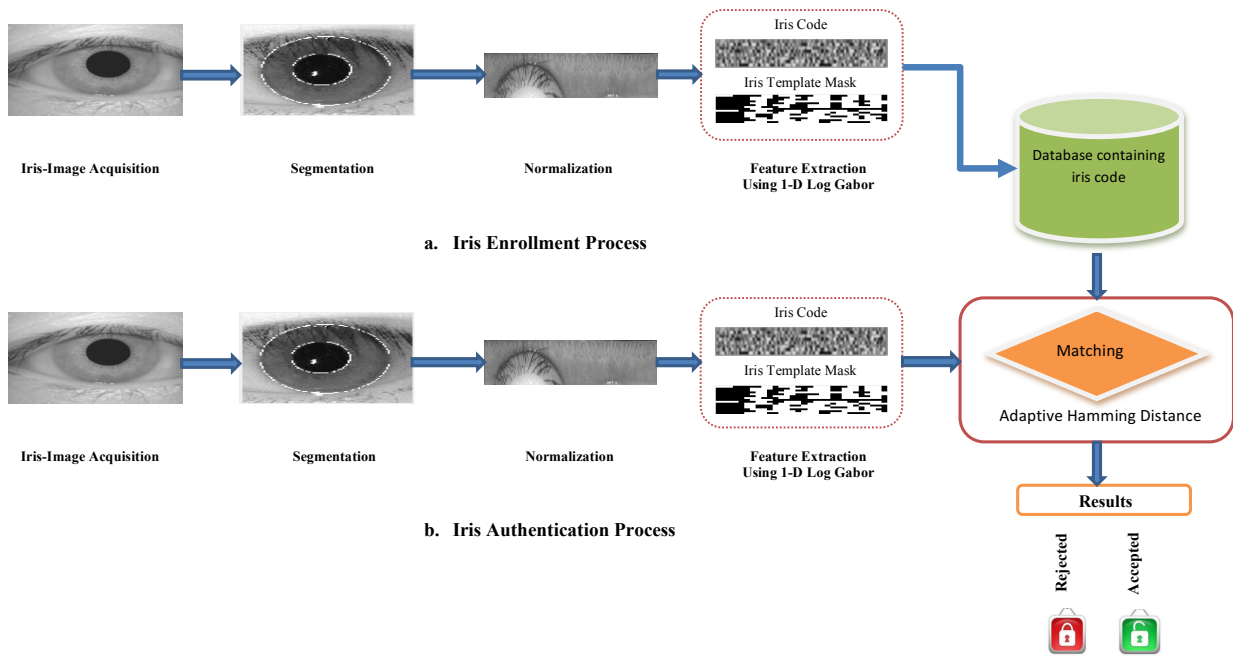 Iris Code
Iris Template Mask
Iris-Image Acquisition
Segmentation
Normalization
Feature Extraction
Using 1-D Log Gabor
Database containing
iris code
a. Iris Enrollment Process
Iris Code
Iris Template Mask
Matching
Adaptive Hamming Distance
Iris-Image Acquisition
Segmentation
Normalization
Feature Extraction
Using 1-D Log Gabor
Results
b. Iris Authentication Process
Rejected
Accepted